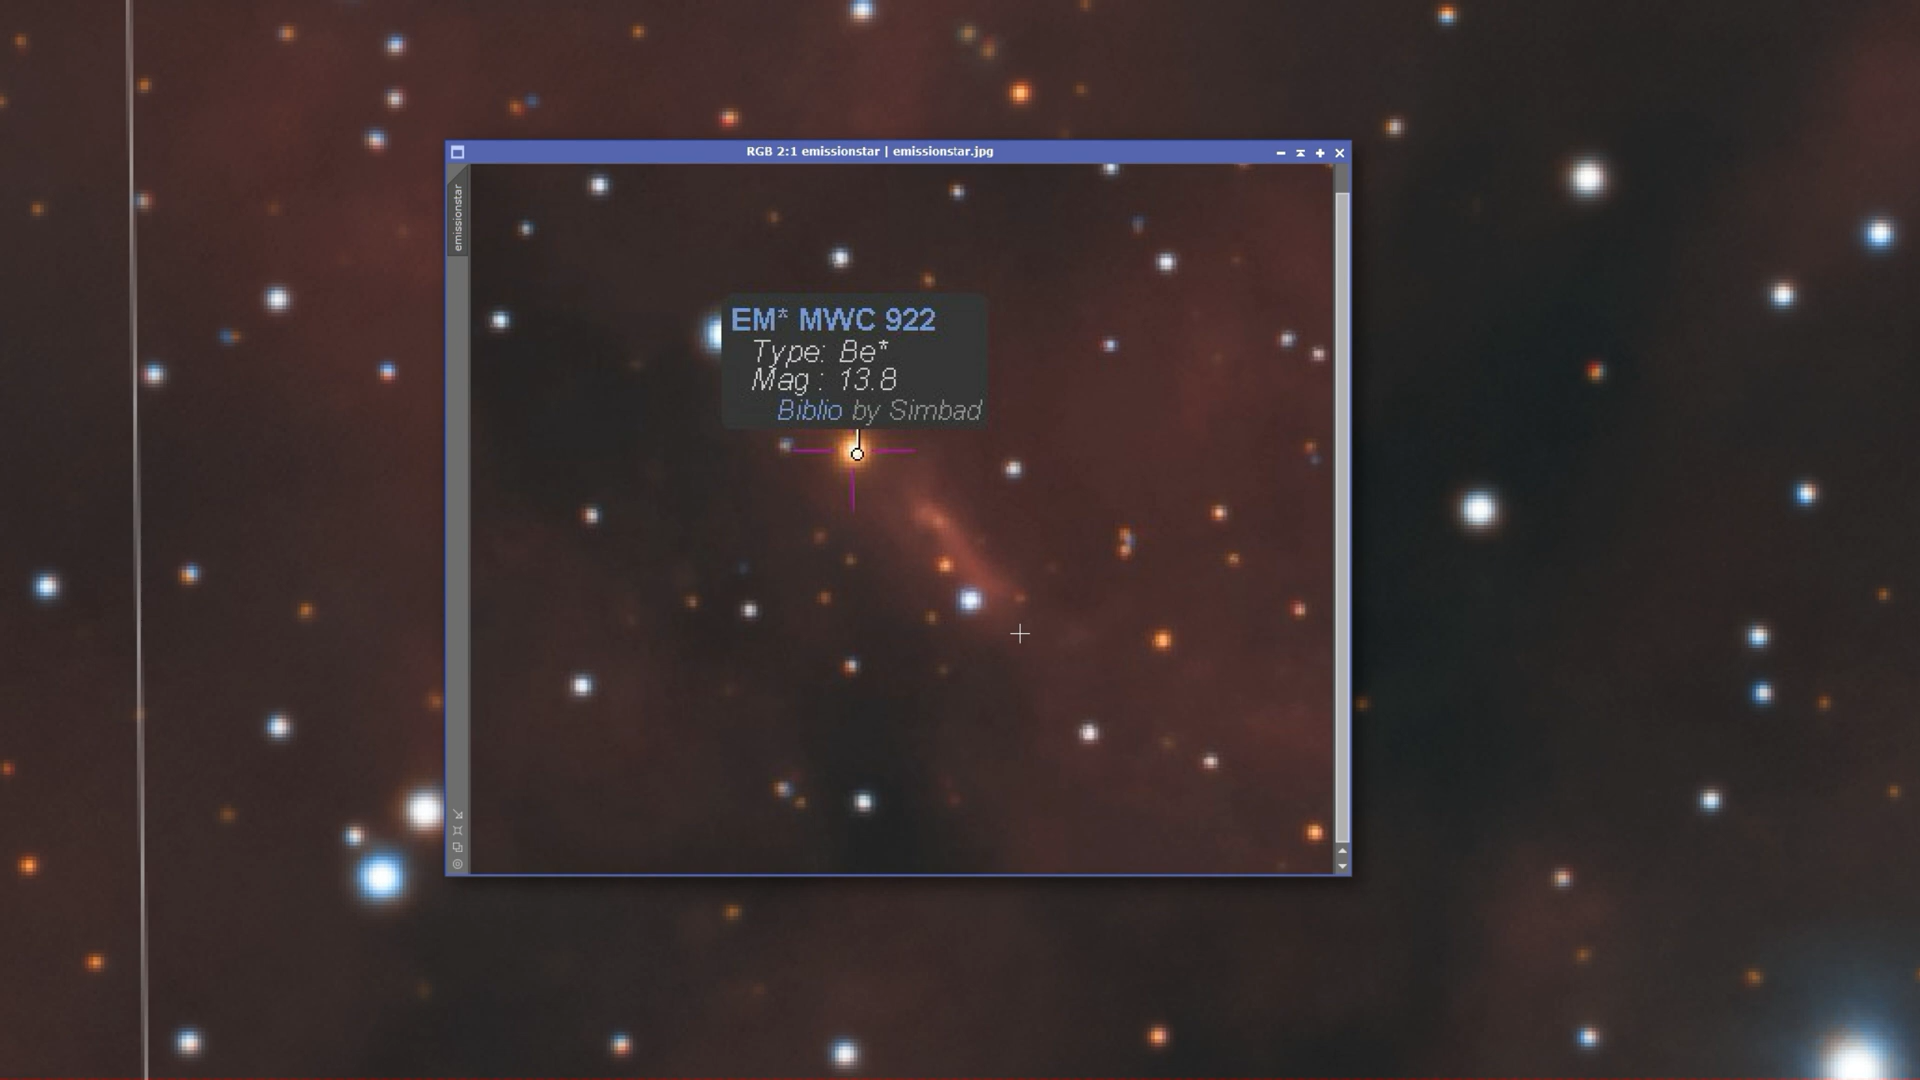 RGB 2:1 emissionstar | emissionstar.jpg
emissionstar
EM* MWC 922
Type: Be*
Mag : 13.8
Biblio by Simbad